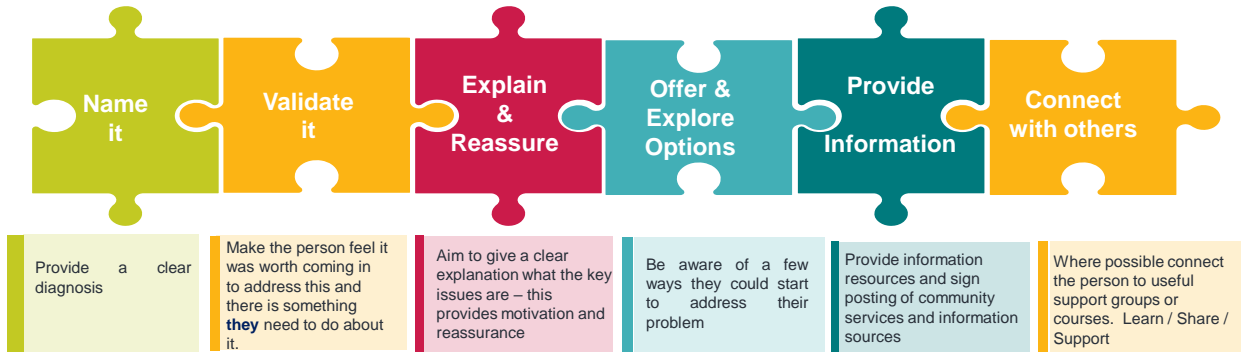 Name
it
Validate
it
Explain
&
Reassure
Offer &
Explore
Options
Provide
Information
Connect
with others
Provide a clear
diagnosis
Make the person feel it
was worth coming in
to address this and
there is something
they need to do about
it.
Aim to give a clear
explanation what the key
issues are – this
provides motivation and
reassurance
Be aware of a few
ways they could start
to address their
problem
Provide information
resources and sign
posting of community
services and information
sources
Where possible connect
the person to useful
support groups or
courses. Learn / Share /
Support